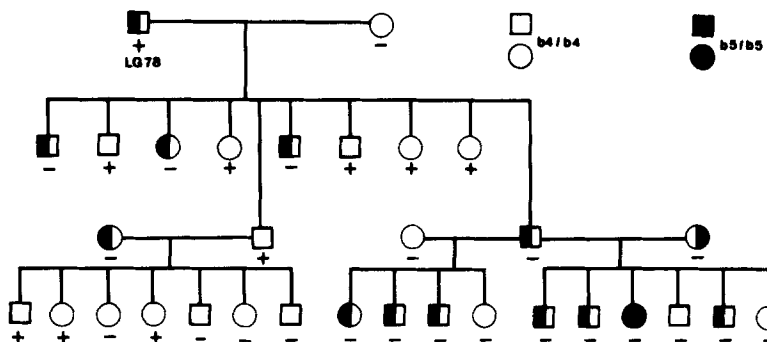 b4/b4 b5/b5
+ −
LG78
− + − + − + + +
− + − − −
+ + − + − − − − − − − − − − − − −